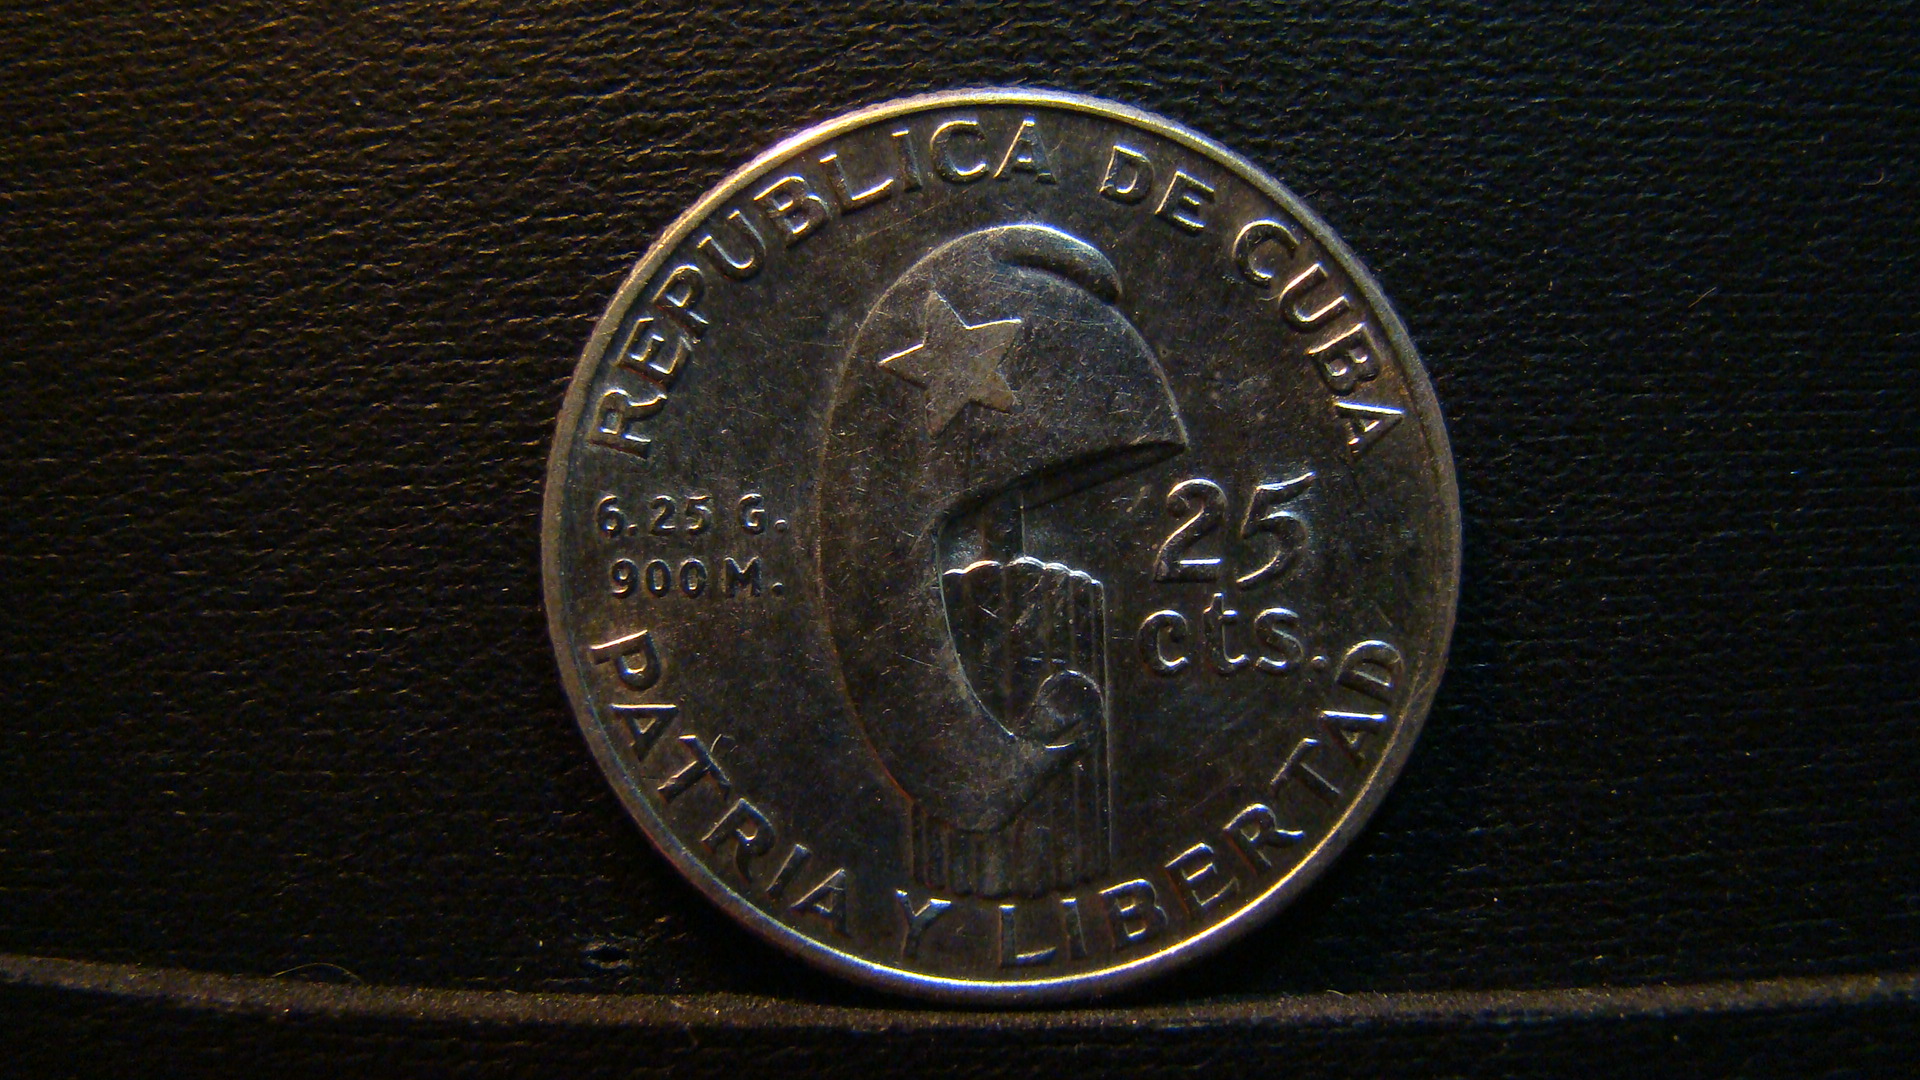 REPUBLICA DE CUBA
6.25 G.
900 M.
25
cts.
PATRIA Y LIBERTAD